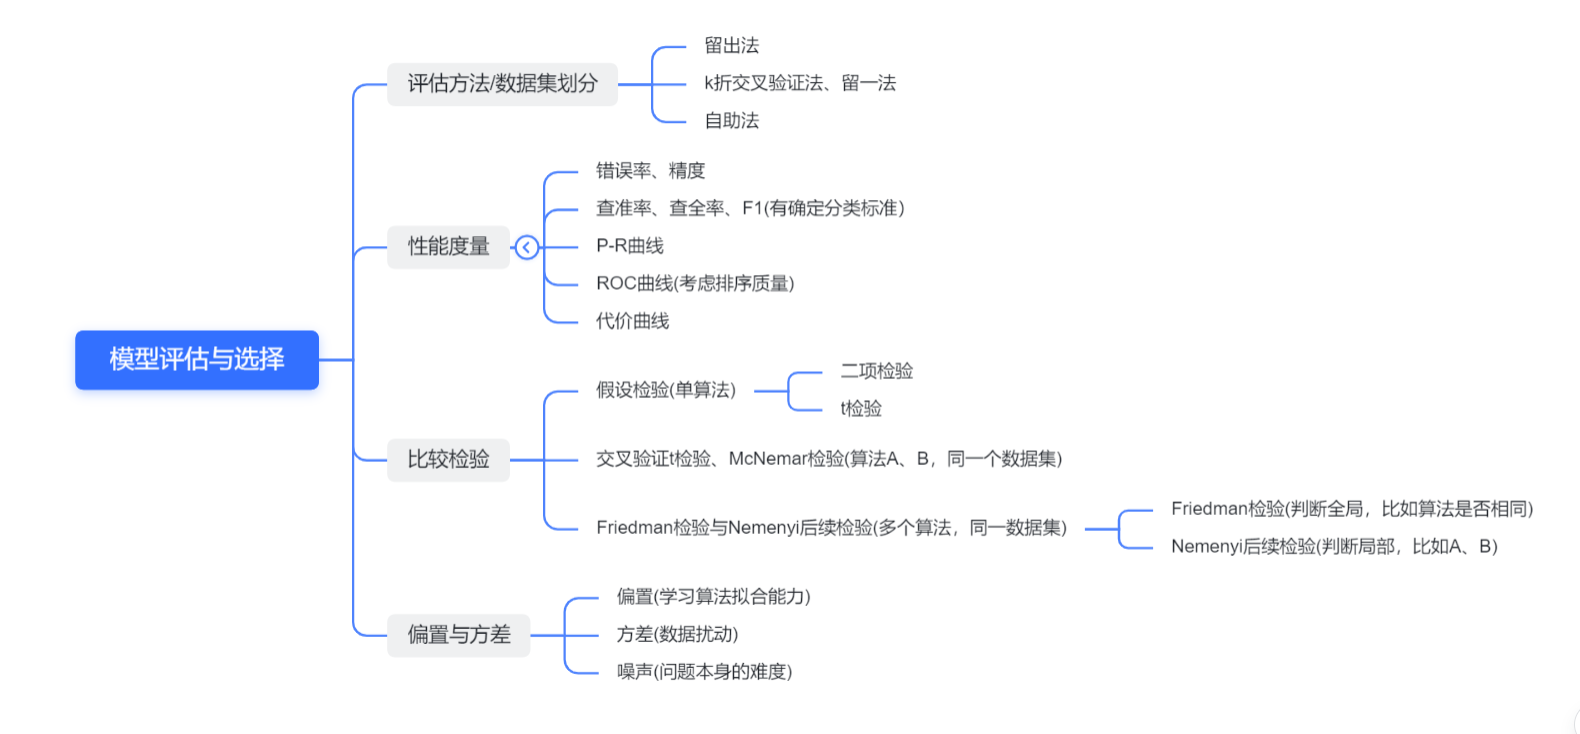 模型评估与选择
评估方法/数据集划分
留出法
k折交叉验证法、留一法
自助法
性能度量
错误率、精度
查准率、查全率、F1(有确定分类标准）
P-R曲线
ROC曲线(考虑排序质量)
代价曲线
比较检验
假设检验(单算法)
二项检验
t检验
交叉验证t检验、McNemar检验(算法A、B，同一个数据集)
Friedman检验与Nemenyi后续检验(多个算法，同一数据集)
Friedman检验(判断全局，比如算法是否相同)
Nemenyi后续检验(判断局部，比如A、B)
偏置与方差
偏置(学习算法拟合能力)
方差(数据扰动)
噪声(问题本身的难度)